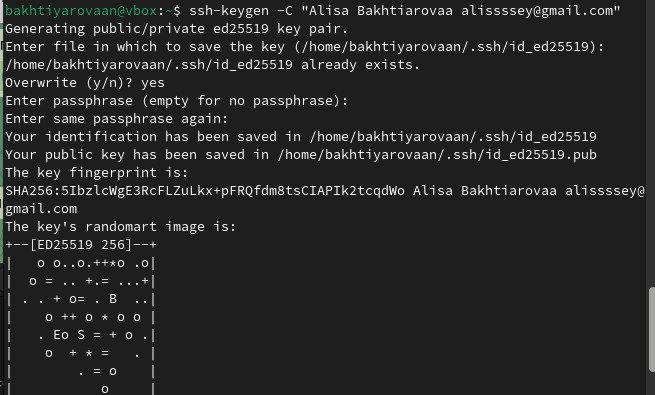 bakhtiyarovaan@vbox:~$ ssh-keygen -C "Alisa Bakhtiarovaa alissssey@gmail.com"
Generating public/private ed25519 key pair.
Enter file in which to save the key (/home/bakhtiyarovaan/.ssh/id_ed25519):
/home/bakhtiyarovaan/.ssh/id_ed25519 already exists.
Overwrite (y/n)? yes
Enter passphrase (empty for no passphrase):
Enter same passphrase again:
Your identification has been saved in /home/bakhtiyarovaan/.ssh/id_ed25519
Your public key has been saved in /home/bakhtiyarovaan/.ssh/id_ed25519.pub
The key fingerprint is:
SHA256:5IbzlcWgE3RcFLZuLkx+pFRQfdm8tsCIAPIk2tcqdWo Alisa Bakhtiarovaa alissssey@
gmail.com
The key's randomart image is:
+--[ED25519 256]--+
|   o o..o.++*o .o|
|  o = .. +.= ...+|
| . . + o= . B  ..|
|    o ++ o * o o |
|   . Eo S = + o .|
|    o  + * =   . |
|        . = o    |
|           o     |